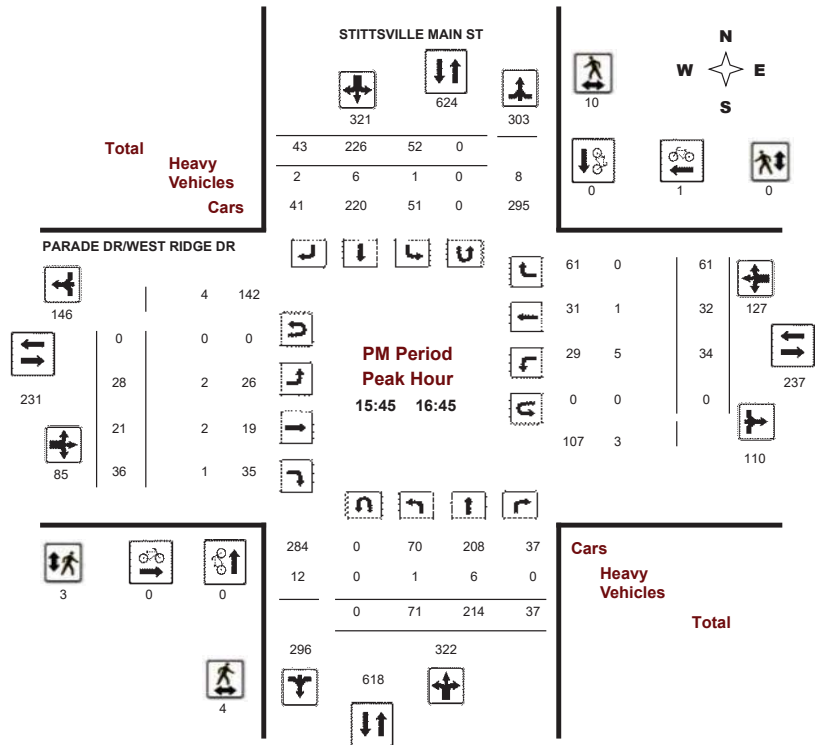 STITTSVILLE MAIN ST
N
W E
S
321 624 303 10
Total 43 226 52 0
Heavy
Vehicles 2 6 1 0 8
Cars 41 220 51 0 295
0 1 0
PARADE DR/WEST RIDGE DR
146 4 142
61 0 61
31 1 32 127
231 0 0 0
28 2 26
29 5 34 237
PM Period
Peak Hour
15:45 16:45
0 0 0
21 2 19
107 3 110
85 36 1 35
284 0 70 208 37 Cars
12 0 1 6 0 Heavy
Vehicles
0 71 214 37 Total
3 0 0
296 322
618
4